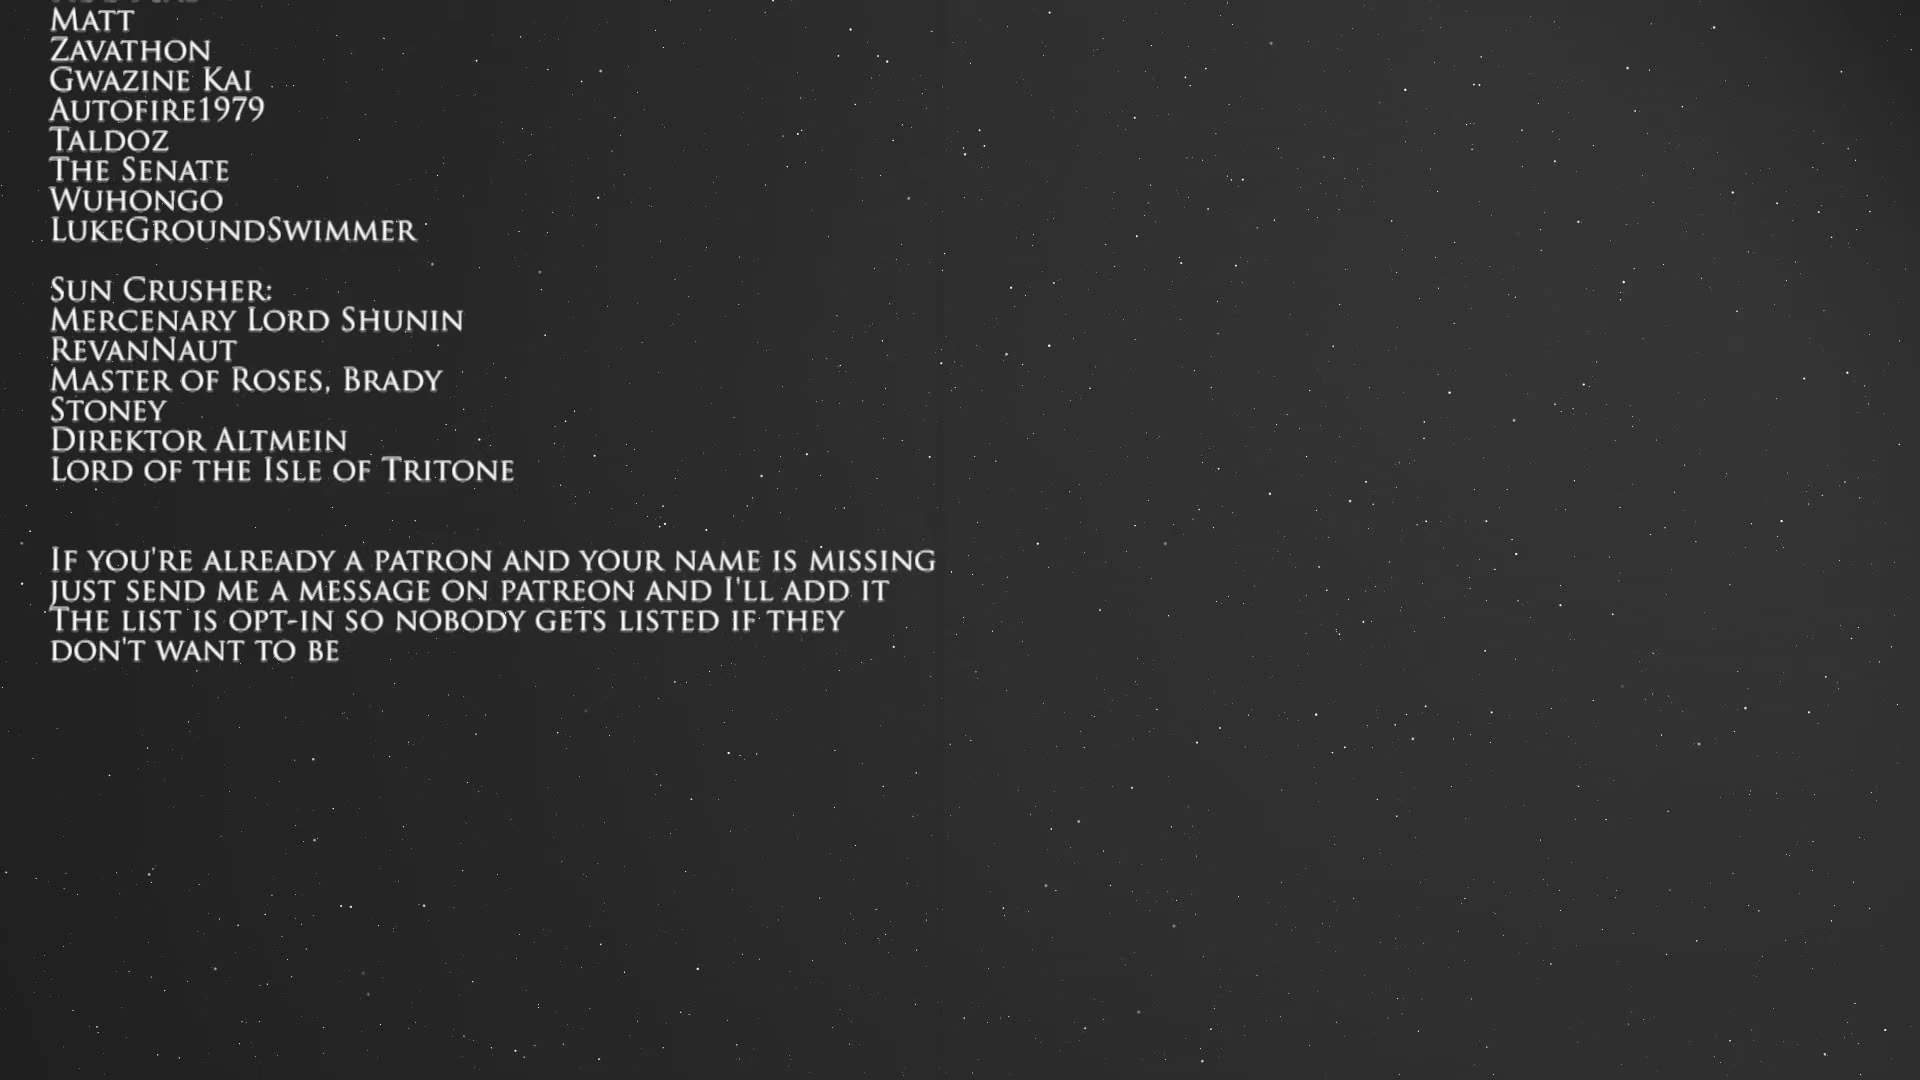 Matt
Zavathon
Gwazine Kai
Autofire1979
Taldoz
The Senate
Wuhongo
LukeGroundSwimmer
Sun Crusher:
Mercenary Lord Shunin
RevanNaut
Master of Roses, Brady
Stoney
Direktor Altmein
Lord of the Isle of Tritone
If you're already a patron and your name is missing
just send me a message on patreon and I'll add it
The list is opt-in so nobody gets listed if they
don't want to be